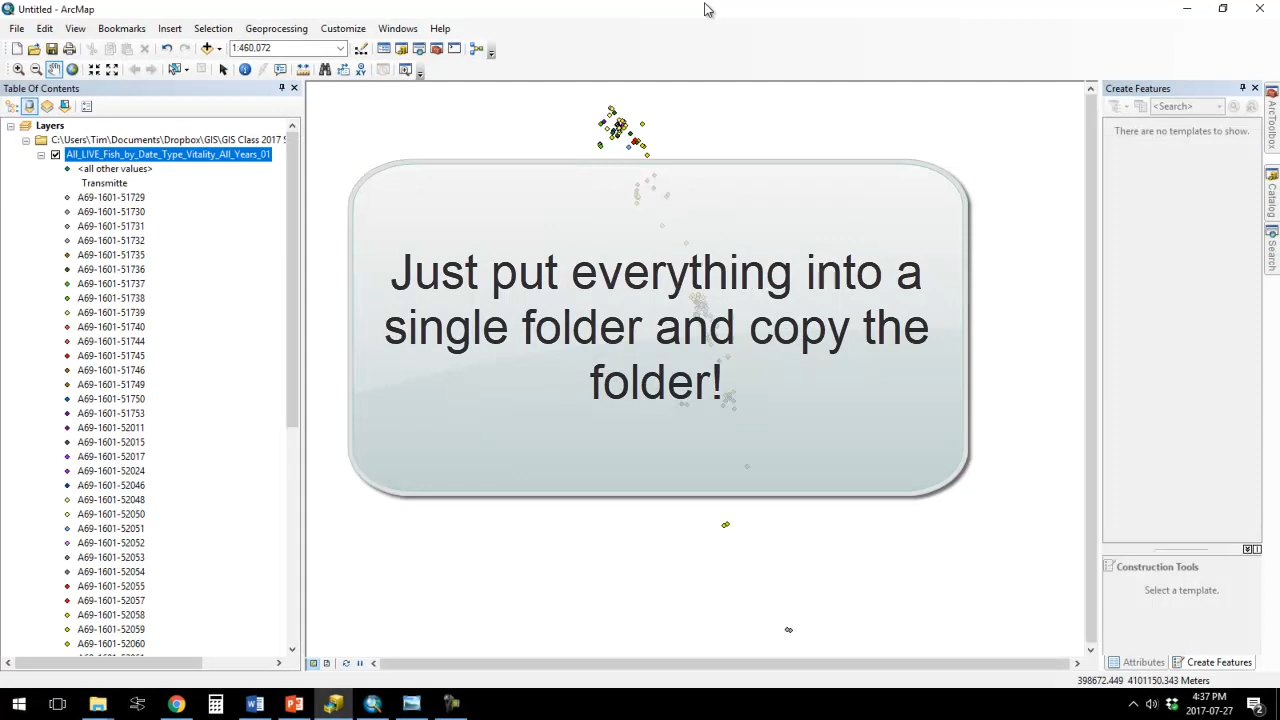 Untitled - ArcMap
File Edit View Bookmarks Insert Selection Geoprocessing Customize Windows Help
1:460,072
Table Of Contents
Layers
C:\Users\Tim\Documents\Dropbox\GIS\GIS Class 2017 S
All_LIVE_Fish_by_Date_Type_Vitality_All_Years_01
<all other values>
Transmitte
A69-1601-51729
A69-1601-51730
A69-1601-51731
A69-1601-51732
A69-1601-51735
A69-1601-51736
A69-1601-51737
A69-1601-51738
A69-1601-51739
A69-1601-51740
A69-1601-51744
A69-1601-51745
A69-1601-51746
A69-1601-51749
A69-1601-51750
A69-1601-51753
A69-1601-52011
A69-1601-52015
A69-1601-52017
A69-1601-52024
A69-1601-52046
A69-1601-52048
A69-1601-52050
A69-1601-52051
A69-1601-52052
A69-1601-52053
A69-1601-52054
A69-1601-52055
A69-1601-52057
A69-1601-52058
A69-1601-52059
A69-1601-52060
Just put everything into a
single folder and copy the
folder!
Create Features
<Search>
There are no templates to show.
Construction Tools
Select a template.
Attributes Create Features
ArcToolbox
Catalog
Search
398672.449 4101150.343 Meters
4:37 PM
2017-07-27
2